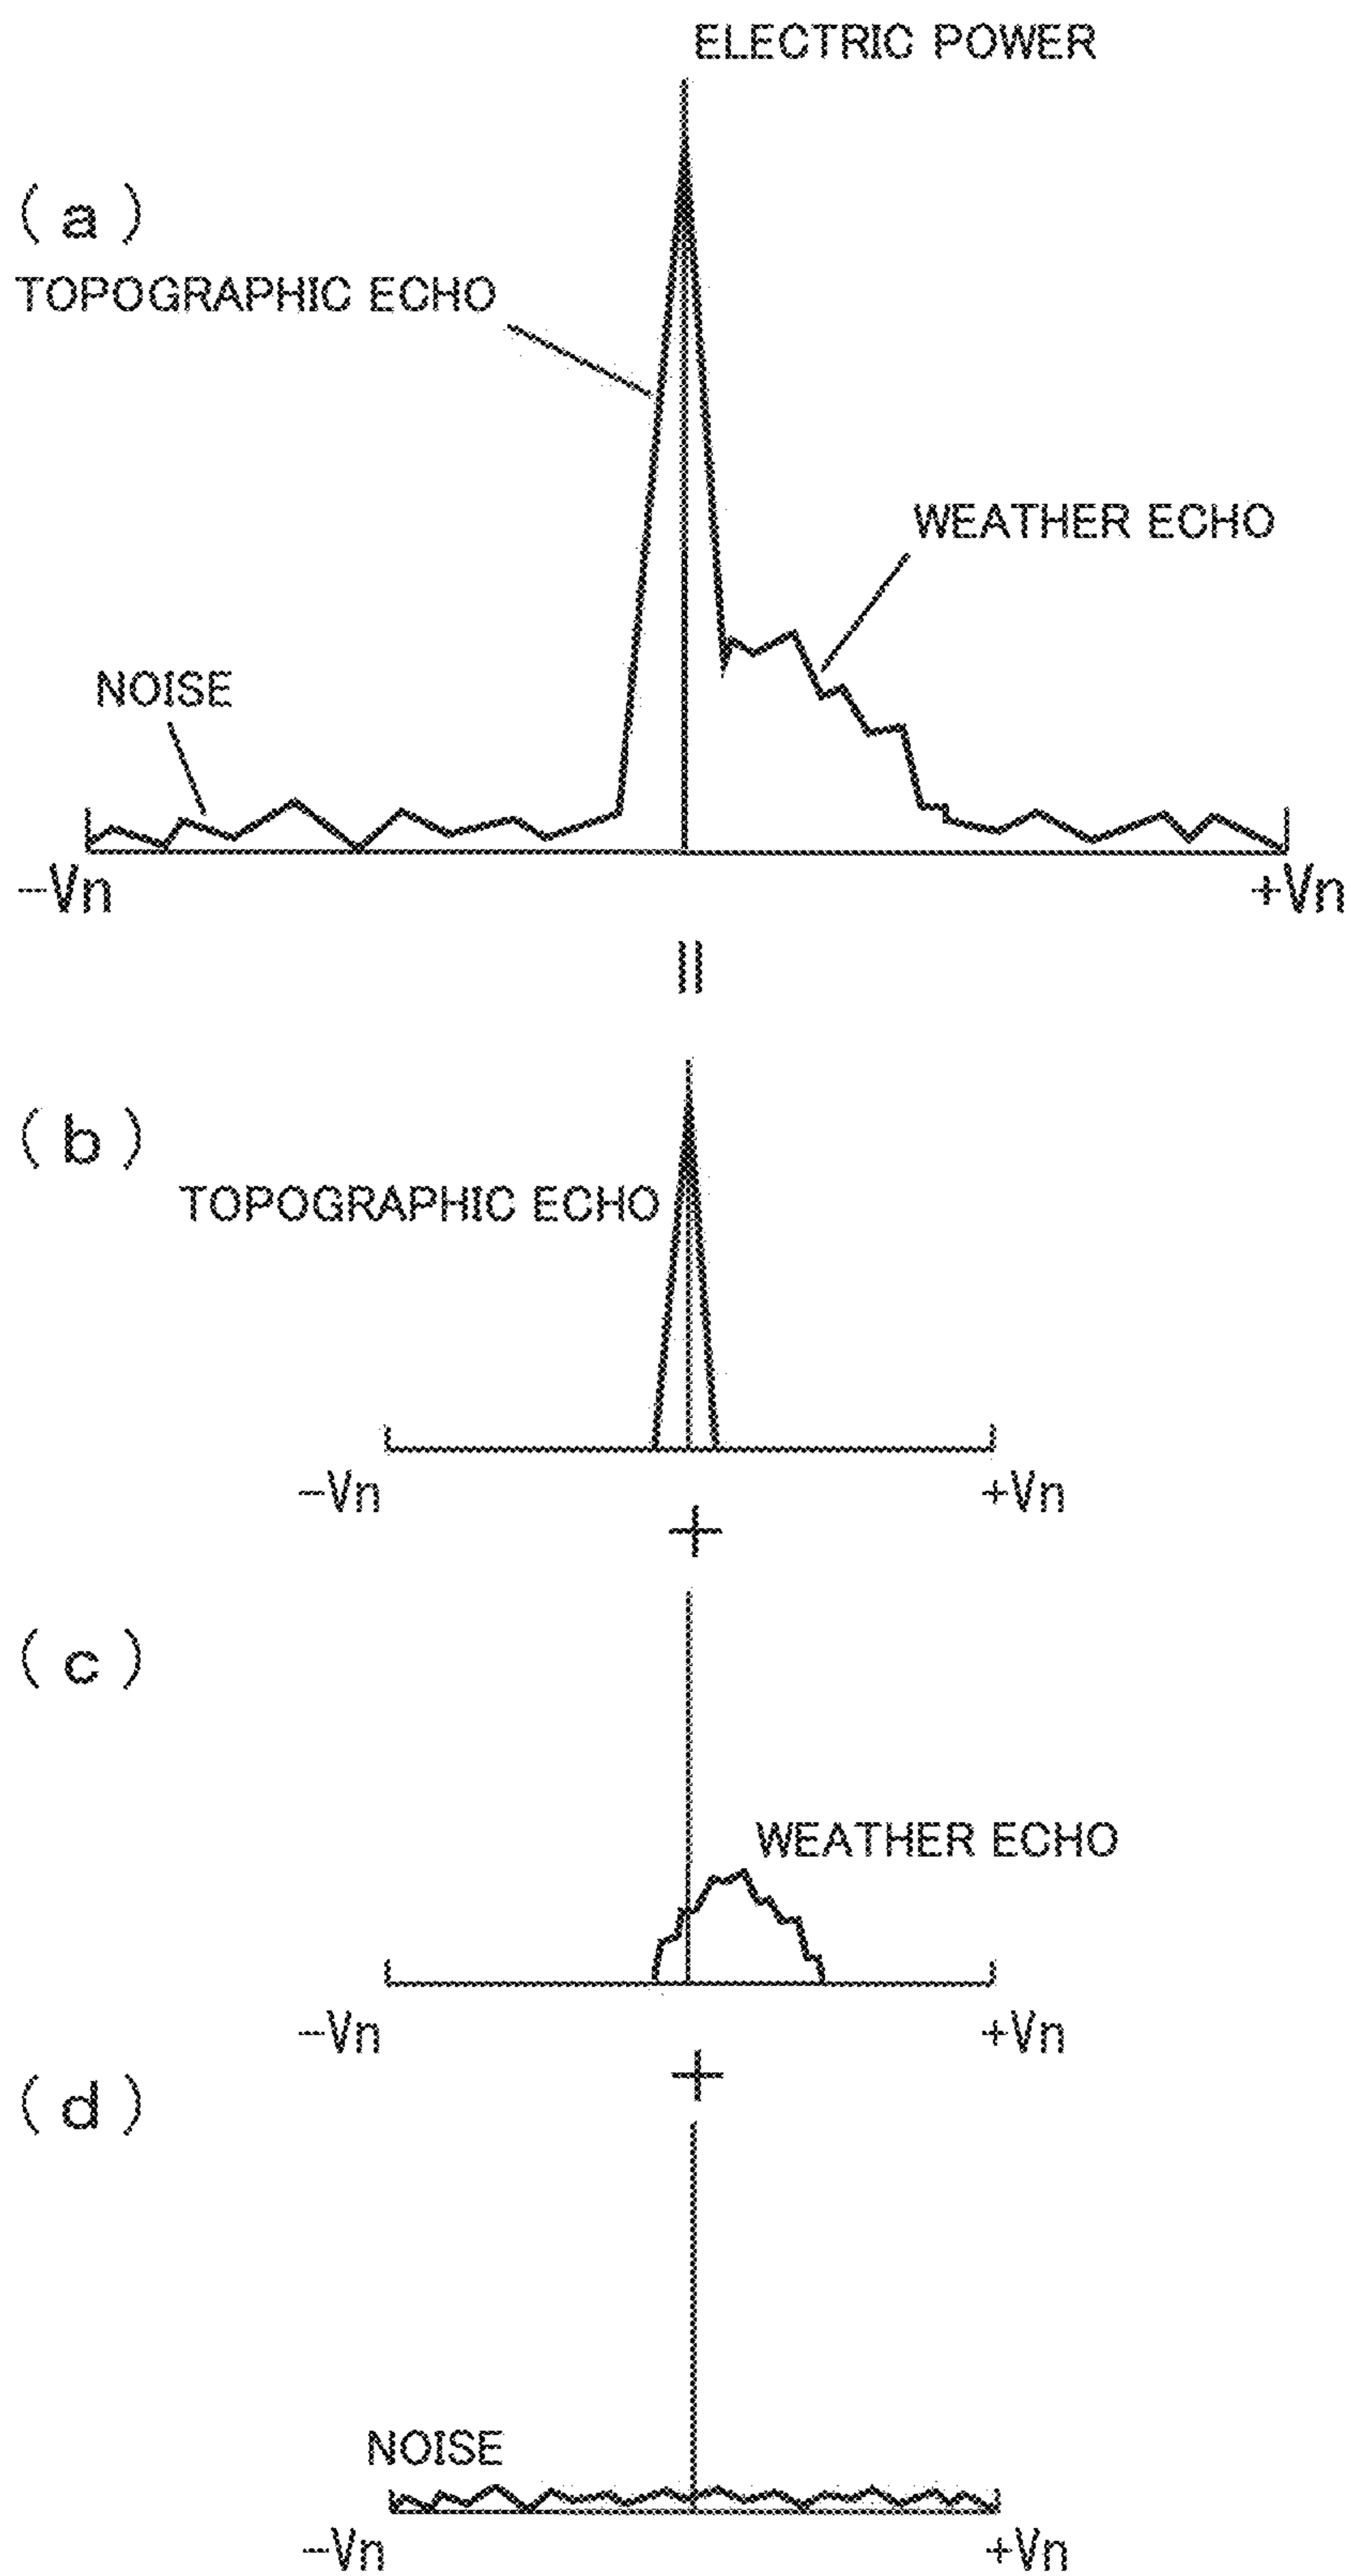 ELECTRIC POWER
(a)
TOPOGRAPHIC ECHO
WEATHER ECHO
NOISE
-Vn
+Vn
=
(b)
TOPOGRAPHIC ECHO
-Vn
+Vn
+
(c)
WEATHER ECHO
-Vn
+Vn
+
(d)
NOISE
-Vn
+Vn